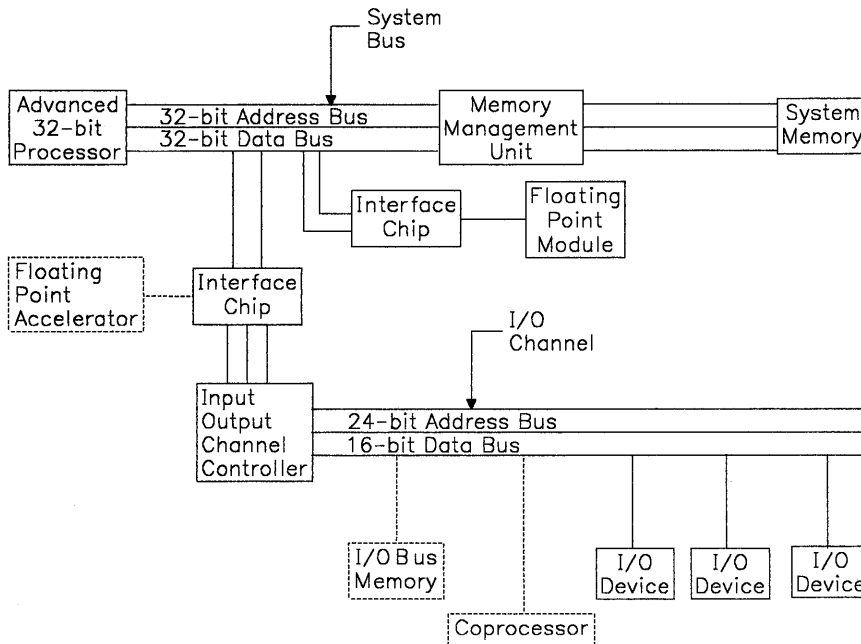 System
Bus
Advanced
32-bit
Processor
32-bit Address Bus
32-bit Data Bus
Memory
Management
Unit
System
Memory
Interface
Chip
Floating
Point
Module
Floating
Point
Accelerator
Interface
Chip
I/O
Channel
Input
Output
Channel
Controller
24-bit Address Bus
16-bit Data Bus
I/O Bus
Memory
I/O
Device
I/O
Device
I/O
Device
Coprocessor